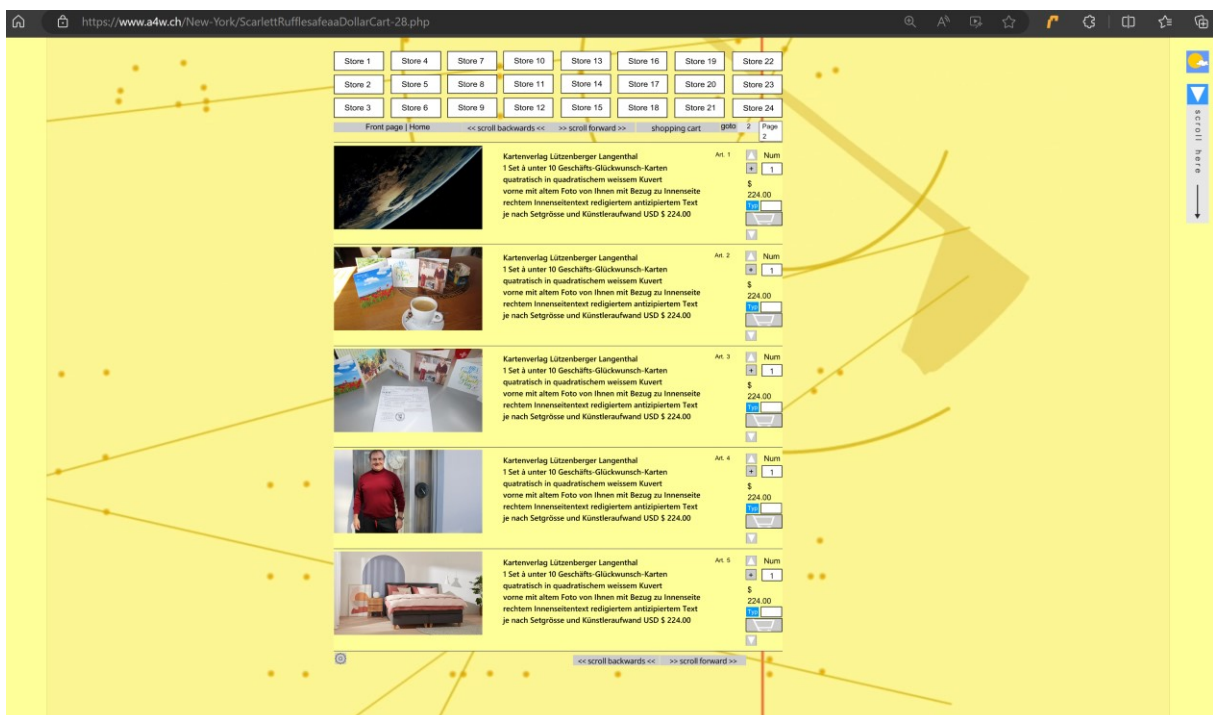 https://www.a4w.ch/New-York/ScarlettRufflesafeaaDollarCart-28.php
Store 1 Store 4 Store 7 Store 10 Store 13 Store 16 Store 19 Store 22
Store 2 Store 5 Store 8 Store 11 Store 14 Store 17 Store 20 Store 23
Store 3 Store 6 Store 9 Store 12 Store 15 Store 18 Store 21 Store 24
Front page | Home << scroll backwards << >> scroll forward >> shopping cart goto 2 Page
2
scroll here
Kartenverlag Lützenberger Langenthal Art. 1 Num
1 Set à unter 10 Geschäfts-Glückwunsch-Karten + 1
quatratisch in quadratischem weissem Kuvert $
vorne mit altem Foto von Ihnen mit Bezug zu Innenseite 224.00
rechtem Innenseitentext redigiertem antizipiertem Text Typ
je nach Setgrösse und Künstleraufwand USD $ 224.00
Kartenverlag Lützenberger Langenthal Art. 2 Num
1 Set à unter 10 Geschäfts-Glückwunsch-Karten + 1
quatratisch in quadratischem weissem Kuvert $
vorne mit altem Foto von Ihnen mit Bezug zu Innenseite 224.00
rechtem Innenseitentext redigiertem antizipiertem Text Typ
je nach Setgrösse und Künstleraufwand USD $ 224.00
Kartenverlag Lützenberger Langenthal Art. 3 Num
1 Set à unter 10 Geschäfts-Glückwunsch-Karten + 1
quatratisch in quadratischem weissem Kuvert $
vorne mit altem Foto von Ihnen mit Bezug zu Innenseite 224.00
rechtem Innenseitentext redigiertem antizipiertem Text Typ
je nach Setgrösse und Künstleraufwand USD $ 224.00
Kartenverlag Lützenberger Langenthal Art. 4 Num
1 Set à unter 10 Geschäfts-Glückwunsch-Karten + 1
quatratisch in quadratischem weissem Kuvert $
vorne mit altem Foto von Ihnen mit Bezug zu Innenseite 224.00
rechtem Innenseitentext redigiertem antizipiertem Text Typ
je nach Setgrösse und Künstleraufwand USD $ 224.00
Kartenverlag Lützenberger Langenthal Art. 5 Num
1 Set à unter 10 Geschäfts-Glückwunsch-Karten + 1
quatratisch in quadratischem weissem Kuvert $
vorne mit altem Foto von Ihnen mit Bezug zu Innenseite 224.00
rechtem Innenseitentext redigiertem antizipiertem Text Typ
je nach Setgrösse und Künstleraufwand USD $ 224.00
<< scroll backwards << >> scroll forward >>